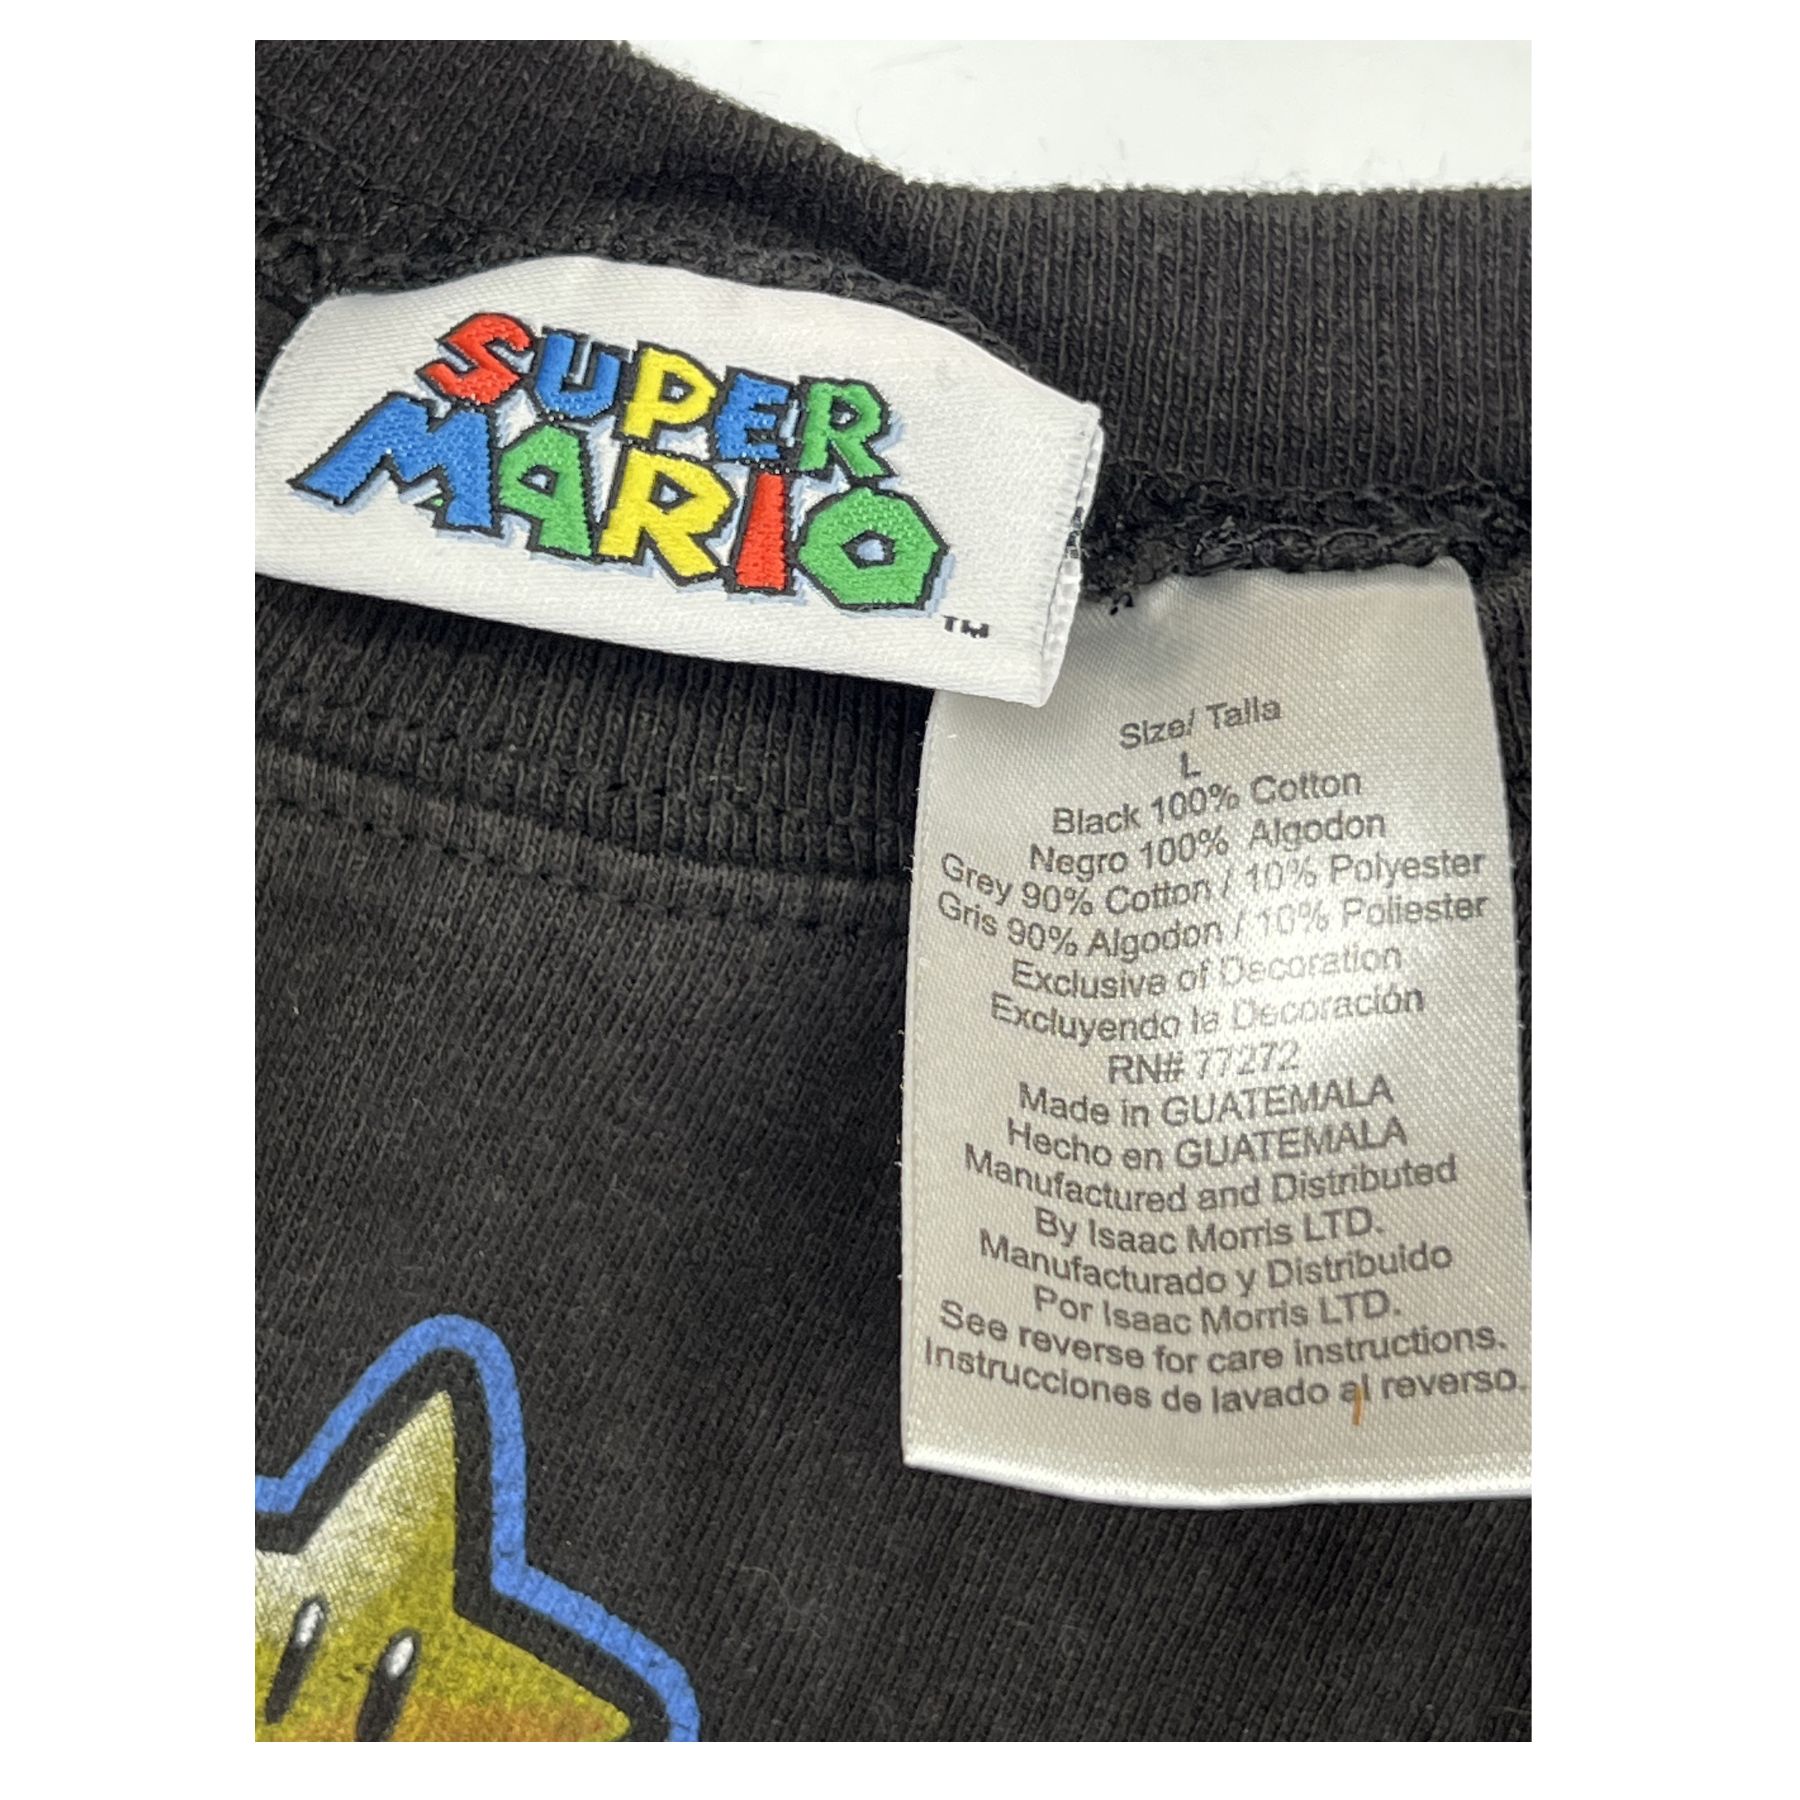 SUPER
MARIO
TM
Size/ Talla
L
Black 100% Cotton
Negro 100% Algodon
Grey 90% Cotton / 10% Polyester
Gris 90% Algodon / 10% Poliester
Exclusive of Decoration
Excluyendo la Decoración
RN# 77272
Made in GUATEMALA
Hecho en GUATEMALA
Manufactured and Distributed
By Isaac Morris LTD.
Manufacturado y Distribuido
Por Isaac Morris LTD.
See reverse for care instructions.
Instrucciones de lavado al reverso.